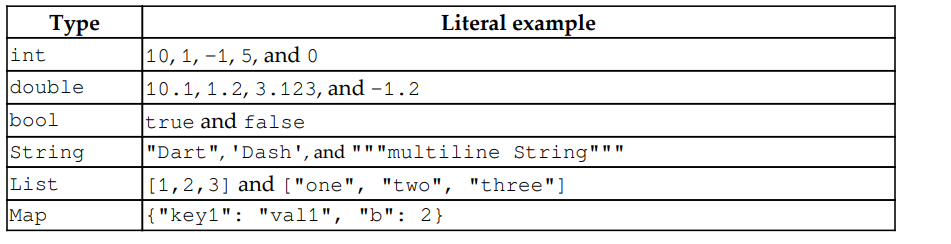 Type Literal example
int 10, 1, -1, 5, and 0
double 10.1, 1.2, 3.123, and -1.2
bool true and false
String "Dart", 'Dash', and """multiline String"""
List [1,2,3] and ["one", "two", "three"]
Map {"key1": "val1", "b": 2}